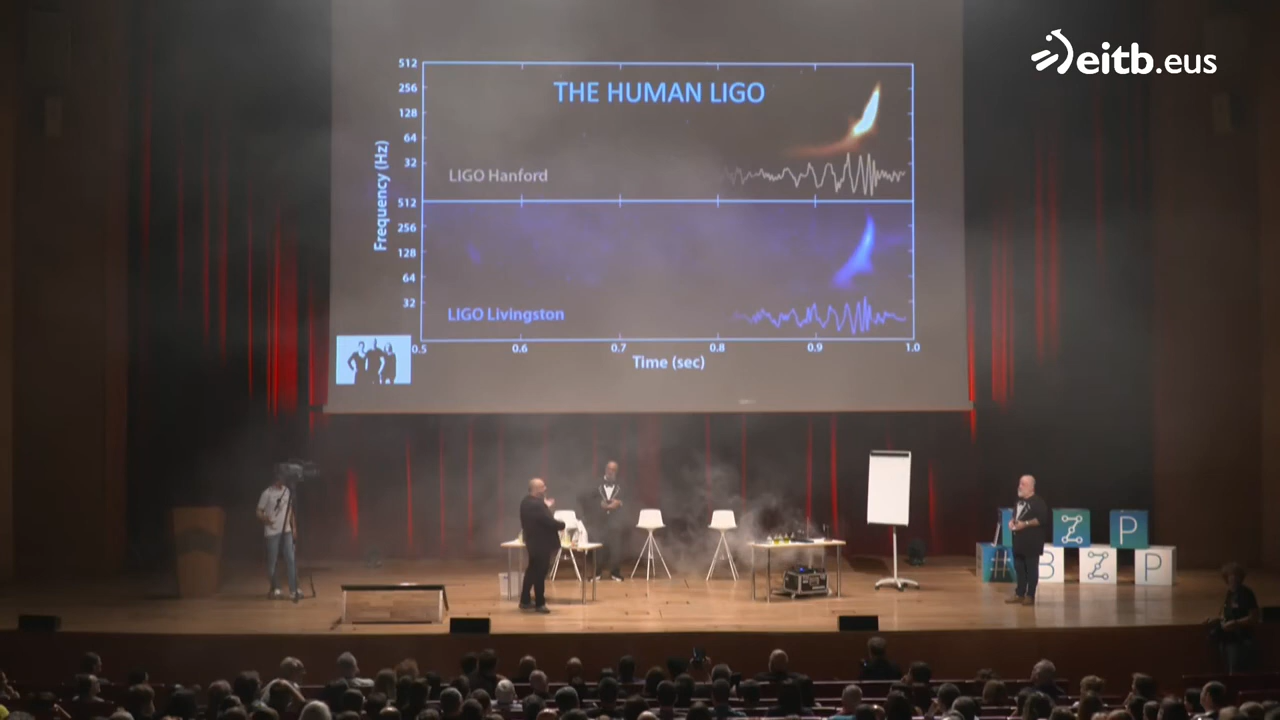 eitb.eus
THE HUMAN LIGO
512
256
128
64
32
LIGO Hanford
Frequency (Hz)
512
256
128
64
32
LIGO Livingston
0.5 0.6 0.7 0.8 0.9 1.0
Time (sec)
Z P
B Z P